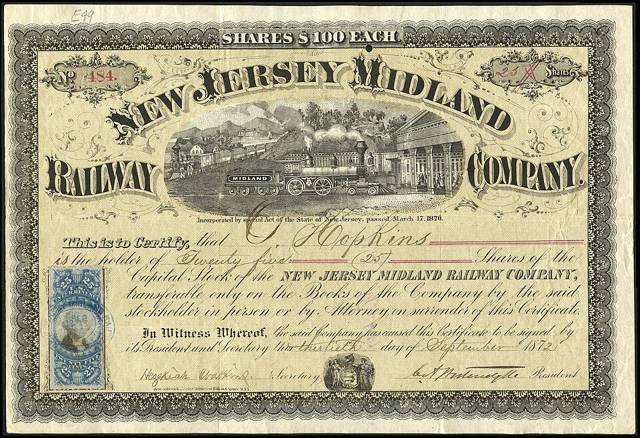 E49
SHARES $100 EACH.
No 484.
25 Shares
NEW JERSEY MIDLAND
RAILWAY COMPANY.
MIDLAND
Incorporated by special Act of the State of New Jersey, passed, March 17, 1870.
This is to Certify, that G Hopkins
is the holder of Twenty five (25) Shares of the
Capital Stock of the NEW JERSEY MIDLAND RAILWAY COMPANY,
transferable only on the Books of the Company by the said
stockholder in person or by Attorney, on surrender of this Certificate.
In Witness Whereof, the said Company has caused this Certificate to be signed by
its President and Secretary this thirtieth day of September 1872
Secretary President
25 25